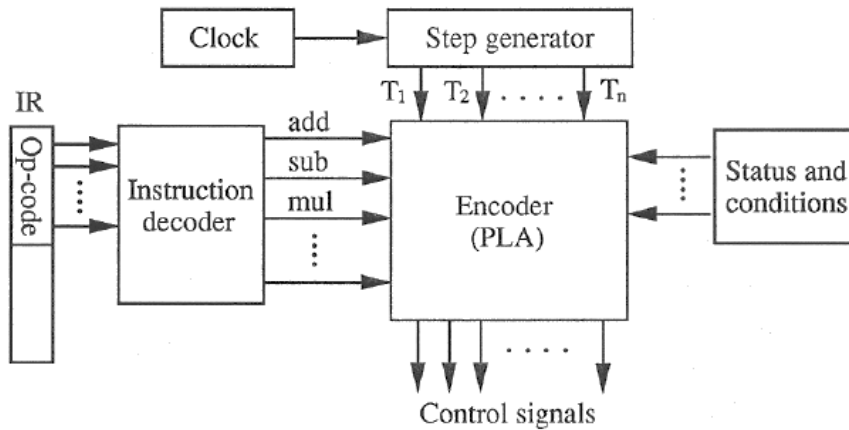 Clock
Step generator
T1 T2 . . . . Tn
IR
Op-code
Instruction
decoder
add
sub
mul
Encoder
(PLA)
Status and
conditions
Control signals